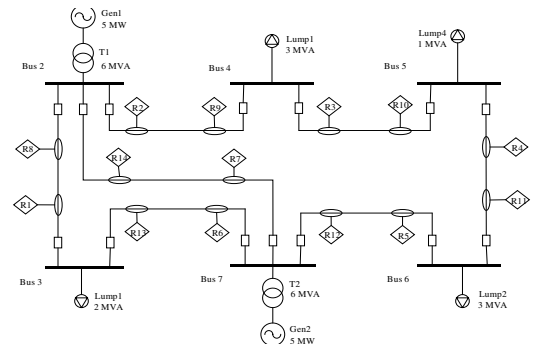 Gen1
5 MW
T1
6 MVA
Bus 2
Lump1
3 MVA
Bus 4
Lump4
1 MVA
Bus 5
R2
R9
R3
R10
R8
R14
R7
R4
R1
R13
R6
R12
R5
R11
Bus 3
Bus 7
Bus 6
Lump1
2 MVA
T2
6 MVA
Lump2
3 MVA
Gen2
5 MW